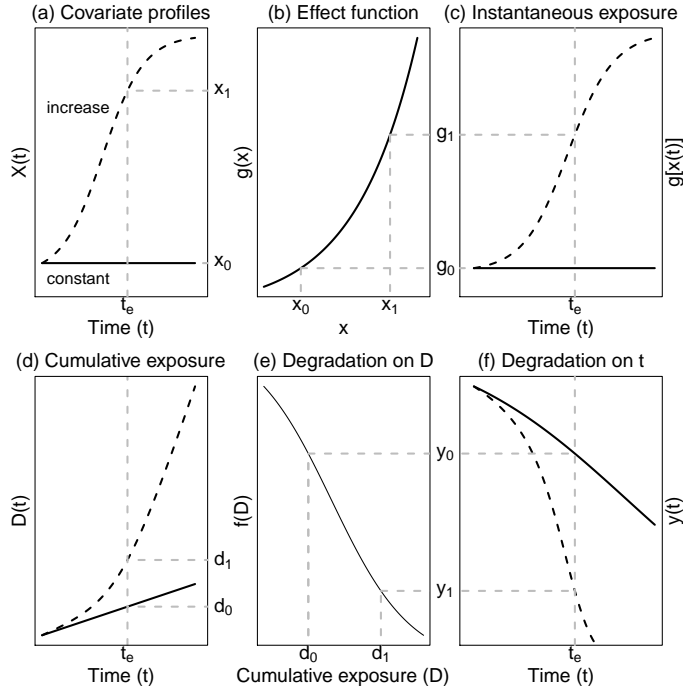 (a) Covariate profiles
(b) Effect function
(c) Instantaneous exposure
X(t)
increase
constant
x1
x0
te
Time (t)
g(x)
x0
x1
x
g1
g0
g[x(t)]
te
Time (t)
(d) Cumulative exposure
(e) Degradation on D
(f) Degradation on t
D(t)
d1
d0
te
Time (t)
f(D)
d0
d1
Cumulative exposure (D)
y0
y1
y(t)
te
Time (t)